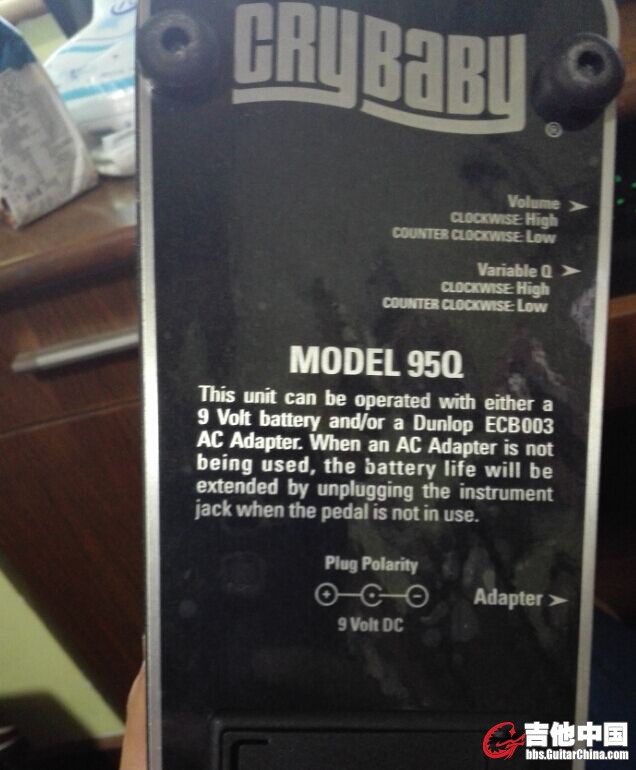 CRYBABY
®
Volume
CLOCKWISE: High
COUNTER CLOCKWISE: Low
Variable Q
CLOCKWISE: High
COUNTER CLOCKWISE: Low
MODEL 95Q
This unit can be operated with either a
9 Volt battery and/or a Dunlop ECB003
AC Adapter. When an AC Adapter is not
being used, the battery life will be
extended by unplugging the instrument
jack when the pedal is not in use.
Plug Polarity
Adapter
9 Volt DC
吉他中国
bbs.GuitarChina.com